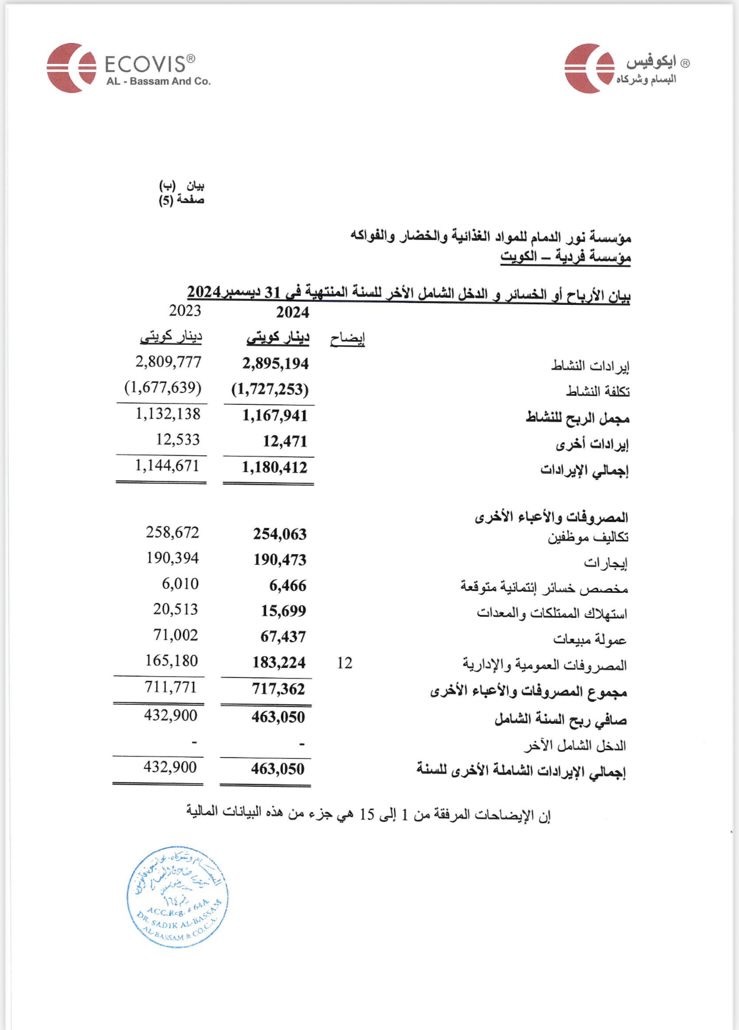 ECOVIS®
AL - Bassam And Co.
ايكوفيس ®
البسام وشركاه
بيان (ب)
صفحة (5)
مؤسسة نور الدمام للمواد الغذائية والخضار والفواكه
مؤسسة فردية – الكويت
بيان الأرباح أو الخسائر و الدخل الشامل الأخر للسنة المنتهية في 31 ديسمبر2024
2024 2023
إيضاح دينار كويتي دينار كويتي
إيرادات النشاط 2,895,194 2,809,777
تكلفة النشاط (1,727,253) (1,677,639)
مجمل الربح للنشاط 1,167,941 1,132,138
إيرادات أخرى 12,471 12,533
إجمالي الإيرادات 1,180,412 1,144,671
المصروفات والأعباء الأخرى
تكاليف موظفين 254,063 258,672
إيجارات 190,473 190,394
مخصص خسائر إنتمانية متوقعة 6,466 6,010
استهلاك الممتلكات والمعدات 15,699 20,513
عمولة مبيعات 67,437 71,002
المصروفات العمومية والإدارية 12 183,224 165,180
مجموع المصروفات والأعباء الأخرى 717,362 711,771
صافي ربح السنة الشامل 463,050 432,900
الدخل الشامل الآخر - -
إجمالي الإيرادات الشاملة الأخرى للسنة 463,050 432,900
إن الإيضاحات المرفقة من 1 إلى 15 هي جزء من هذه البيانات المالية
DR. SADIK AL-BASSAM
AL-BASSAM & CO.C.A.